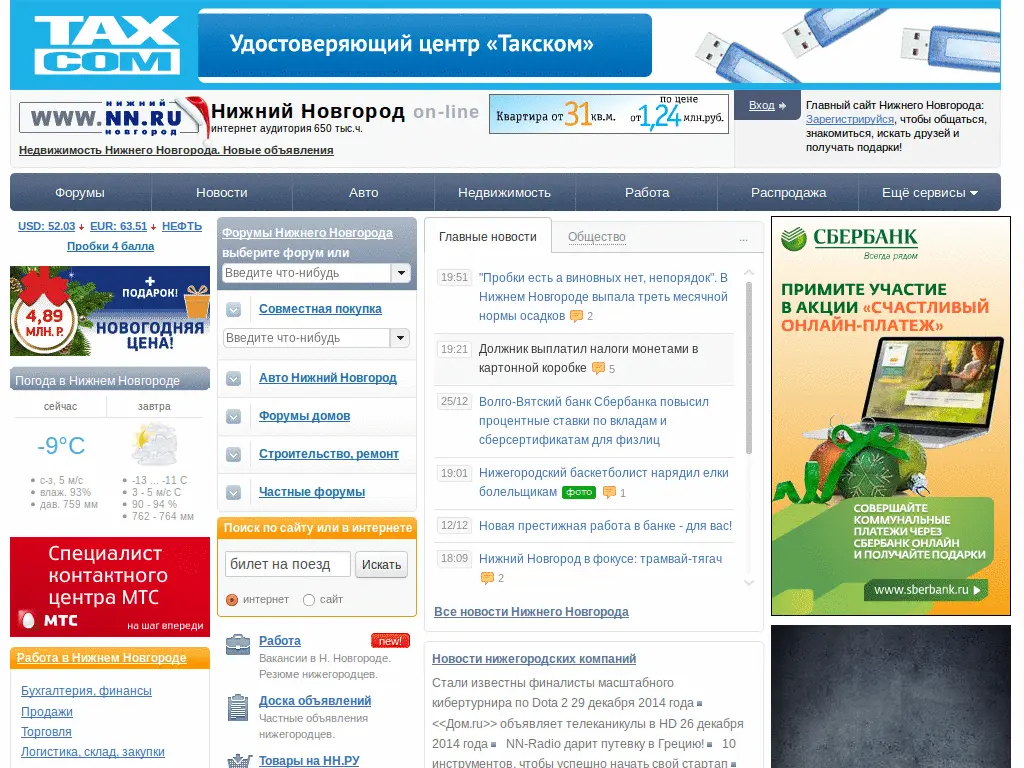 TAX
COM
Удостоверяющий центр «Такском»
нижний
WWW.NN.RU
новгород
Нижний Новгород on-line
интернет аудитория 650 тыс.ч.
Недвижимость Нижнего Новгорода. Новые объявления
Квартира от 31 кв.м. по цене от 1,24 млн.руб.
Вход
Главный сайт Нижнего Новгорода:
Зарегистрируйся, чтобы общаться,
знакомиться, искать друзей и
получать подарки!
Форумы Новости Авто Недвижимость Работа Распродажа Ещё сервисы
USD: 52.03 EUR: 63.51 НЕФТЬ
Пробки 4 балла
+
ПОДАРОК!
4,89
МЛН. Р.
НОВОГОДНЯЯ
ЦЕНА!
Погода в Нижнем Новгороде
сейчас завтра
-9°C
с-з, 5 м/с
влаж. 93%
дав. 759 мм
-13 ... -11 C
3 - 5 м/с С
90 - 94 %
762 - 764 мм
Специалист
контактного
центра МТС
МТС
на шаг впереди
Работа в Нижнем Новгороде
Бухгалтерия, финансы
Продажи
Торговля
Логистика, склад, закупки
Форумы Нижнего Новгорода
выберите форум или
Введите что-нибудь
Совместная покупка
Введите что-нибудь
Авто Нижний Новгород
Форумы домов
Строительство, ремонт
Частные форумы
Поиск по сайту или в интернете
билет на поезд Искать
интернет сайт
Работа new!
Вакансии в Н. Новгороде.
Резюме нижегородцев.
Доска объявлений
Частные объявления
нижегородцев.
Товары на НН.РУ
Главные новости Общество ...
19:51 "Пробки есть а виновных нет, непорядок". В
Нижнем Новгороде выпала треть месячной
нормы осадков 2
19:21 Должник выплатил налоги монетами в
картонной коробке 5
25/12 Волго-Вятский банк Сбербанка повысил
процентные ставки по вкладам и
сберсертификатам для физлиц
19:01 Нижегородский баскетболист нарядил елки
болельщикам фото 1
12/12 Новая престижная работа в банке - для вас!
18:09 Нижний Новгород в фокусе: трамвай-тягач
2
Все новости Нижнего Новгорода
Новости нижегородских компаний
Стали известны финалисты масштабного
кибертурнира по Dota 2 29 декабря 2014 года
<<Дом.ru>> объявляет телеканикулы в HD 26 декабря
2014 года NN-Radio дарит путевку в Грецию! 10
инструментов, чтобы успешно начать свой стартап
СБЕРБАНК
Всегда рядом
ПРИМИТЕ УЧАСТИЕ
В АКЦИИ «СЧАСТЛИВЫЙ
ОНЛАЙН-ПЛАТЕЖ»
СОВЕРШАЙТЕ
КОММУНАЛЬНЫЕ
ПЛАТЕЖИ ЧЕРЕЗ
СБЕРБАНК ОНЛАЙН
И ПОЛУЧАЙТЕ ПОДАРКИ
www.sberbank.ru